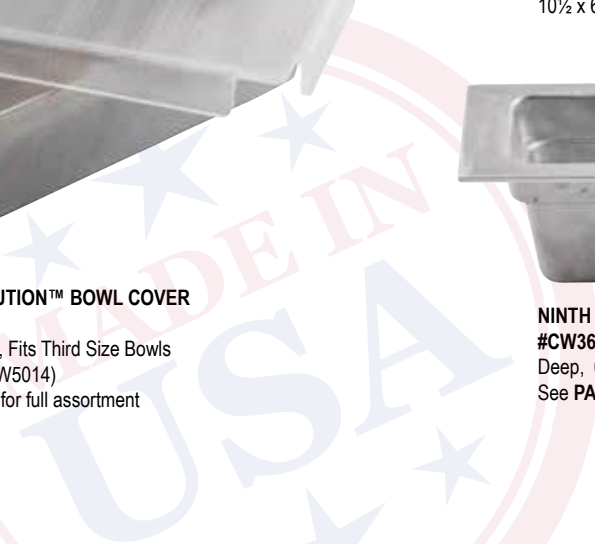 10½ x 6
MADE IN
USA
UTION™ BOWL COVER
, Fits Third Size Bowls
W5014)
for full assortment
NINTH
#CW36
Deep,
See PA